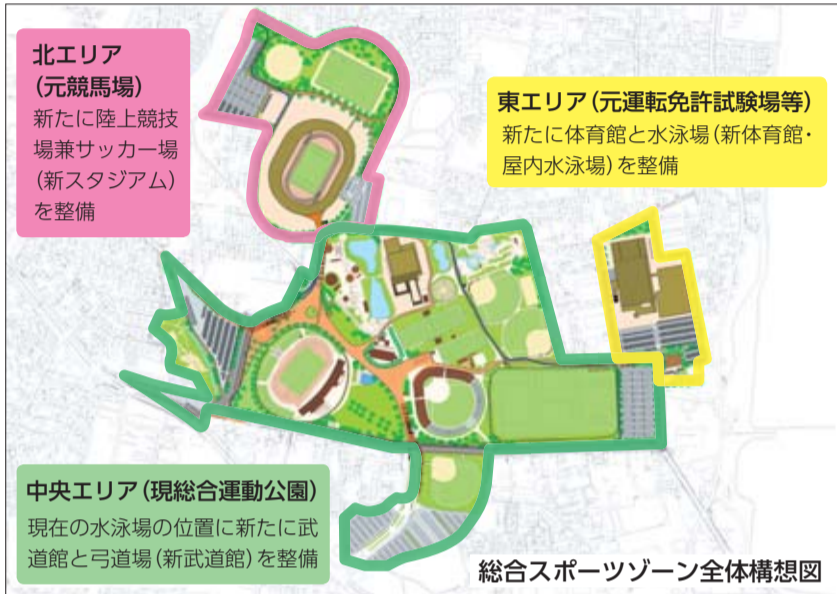 北エリア
(元競馬場)
新たに陸上競技
場兼サッカー場
(新スタジアム)
を整備
東エリア(元運転免許試験場等)
新たに体育館と水泳場(新体育館・
屋内水泳場)を整備
中央エリア(現総合運動公園)
現在の水泳場の位置に新たに武
道館と弓道場(新武道館)を整備
総合スポーツゾーン全体構想図